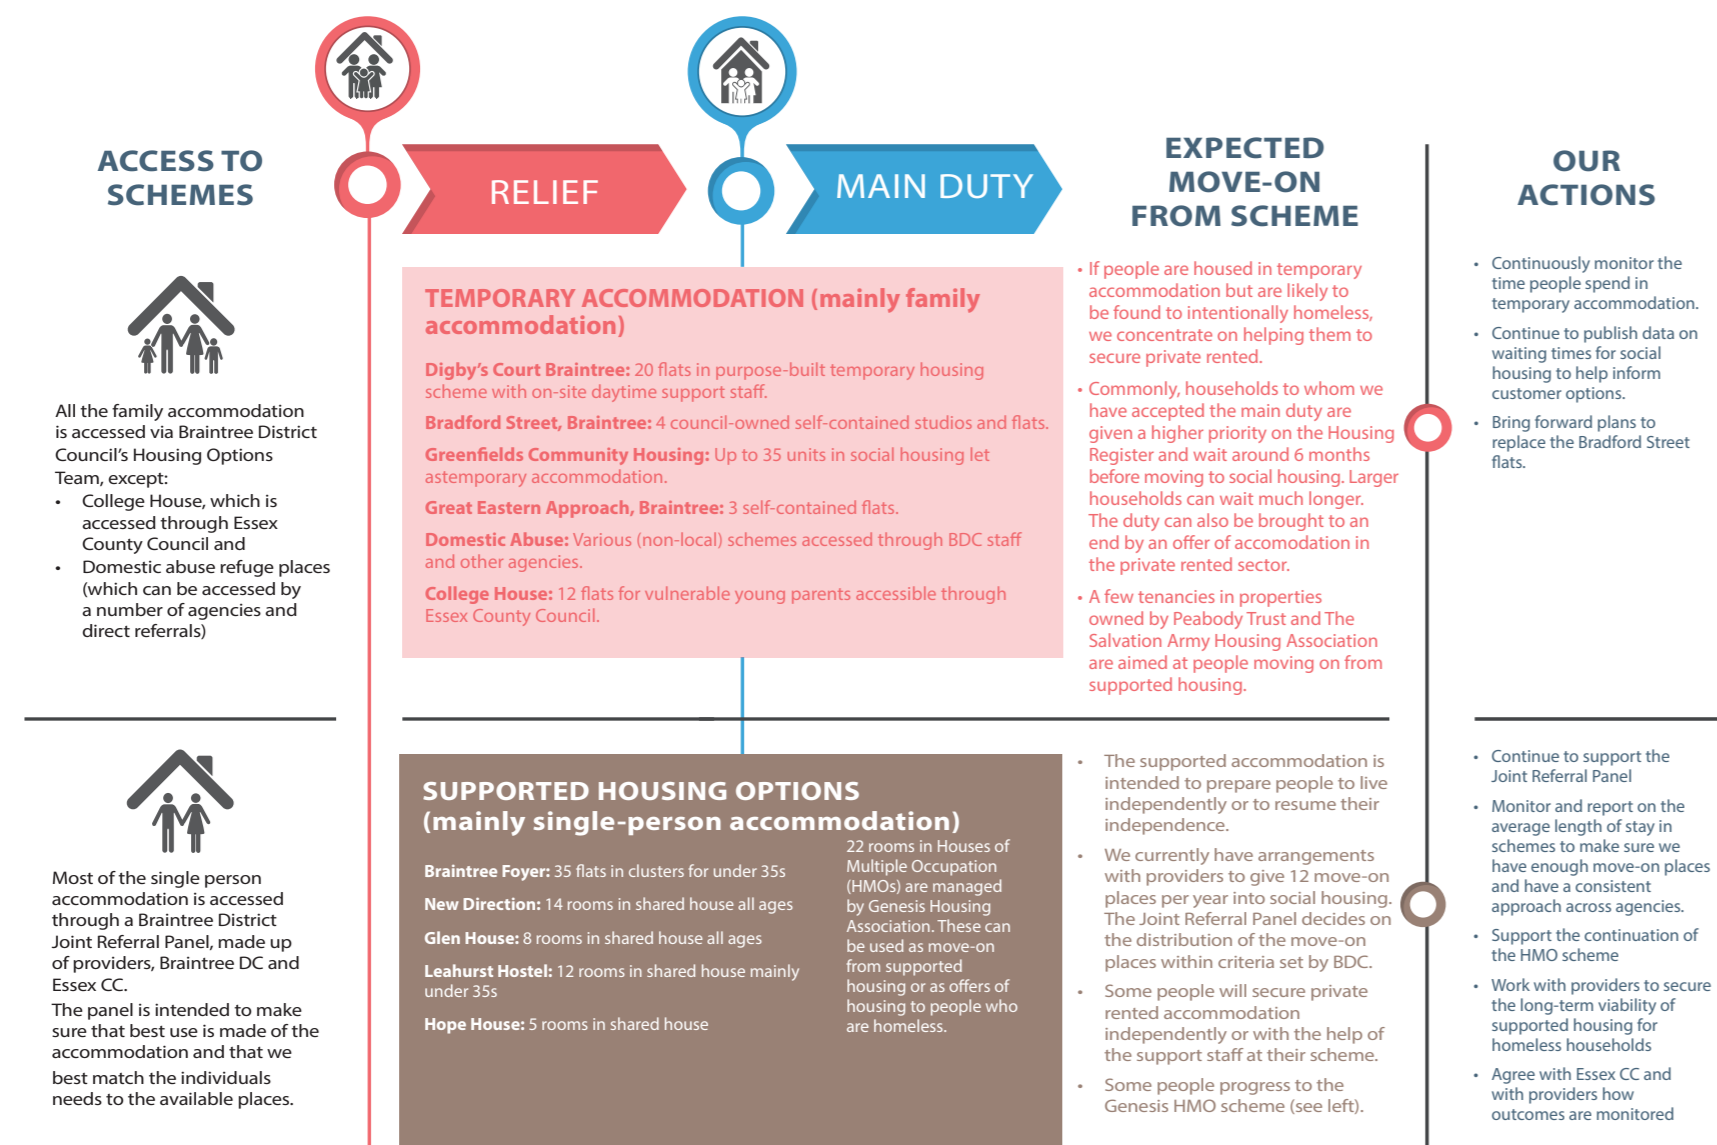 ACCESS TO
SCHEMES
RELIEF
MAIN DUTY
EXPECTED
MOVE-ON
FROM SCHEME
OUR
ACTIONS
All the family accommodation
is accessed via Braintree District
Council's Housing Options
Team, except:
• College House, which is
accessed through Essex
County Council and
• Domestic abuse refuge places
(which can be accessed by
a number of agencies and
direct referrals)
TEMPORARY ACCOMMODATION (mainly family
accommodation)
Digby's Court Braintree: 20 flats in purpose-built temporary housing
scheme with on-site daytime support staff.
Bradford Street, Braintree: 4 council-owned self-contained studios and flats.
Greenfields Community Housing: Up to 35 units in social housing let
astemporary accommodation.
Great Eastern Approach, Braintree: 3 self-contained flats.
Domestic Abuse: Various (non-local) schemes accessed through BDC staff
and other agencies.
College House: 12 flats for vulnerable young parents accessible through
Essex County Council.
• If people are housed in temporary
accommodation but are likely to
be found to intentionally homeless,
we concentrate on helping them to
secure private rented.
• Commonly, households to whom we
have accepted the main duty are
given a higher priority on the Housing
Register and wait around 6 months
before moving to social housing. Larger
households can wait much longer.
The duty can also be brought to an
end by an offer of accomodation in
the private rented sector.
• A few tenancies in properties
owned by Peabody Trust and The
Salvation Army Housing Association
are aimed at people moving on from
supported housing.
• Continuously monitor the
time people spend in
temporary accommodation.
• Continue to publish data on
waiting times for social
housing to help inform
customer options.
• Bring forward plans to
replace the Bradford Street
flats.
Most of the single person
accommodation is accessed
through a Braintree District
Joint Referral Panel, made up
of providers, Braintree DC and
Essex CC.
The panel is intended to make
sure that best use is made of the
accommodation and that we
best match the individuals
needs to the available places.
SUPPORTED HOUSING OPTIONS
(mainly single-person accommodation)
Braintree Foyer: 35 flats in clusters for under 35s
New Direction: 14 rooms in shared house all ages
Glen House: 8 rooms in shared house all ages
Leahurst Hostel: 12 rooms in shared house mainly
under 35s
Hope House: 5 rooms in shared house
22 rooms in Houses of
Multiple Occupation
(HMOs) are managed
by Genesis Housing
Association. These can
be used as move-on
from supported
housing or as offers of
housing to people who
are homeless.
• The supported accommodation is
intended to prepare people to live
independently or to resume their
independence.
• We currently have arrangements
with providers to give 12 move-on
places per year into social housing.
The Joint Referral Panel decides on
the distribution of the move-on
places within criteria set by BDC.
• Some people will secure private
rented accommodation
independently or with the help of
the support staff at their scheme.
• Some people progress to the
Genesis HMO scheme (see left).
• Continue to support the
Joint Referral Panel
• Monitor and report on the
average length of stay in
schemes to make sure we
have enough move-on places
and have a consistent
approach across agencies.
• Support the continuation of
the HMO scheme
• Work with providers to secure
the long-term viability of
supported housing for
homeless households
• Agree with Essex CC and
with providers how
outcomes are monitored